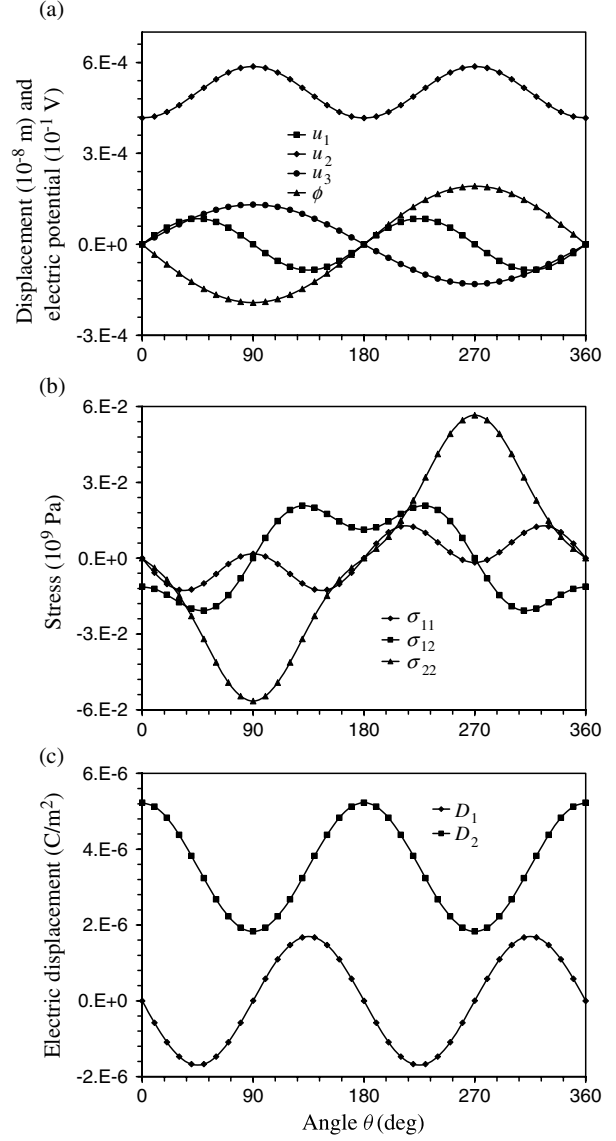 (a)
Displacement (10⁻⁸ m) and
electric potential (10⁻¹ V)
6.E-4
3.E-4
0.E+0
-3.E-4
u₁
u₂
u₃
ϕ
0 90 180 270 360
(b)
Stress (10⁹ Pa)
6.E-2
3.E-2
0.E+0
-3.E-2
-6.E-2
σ₁₁
σ₁₂
σ₂₂
0 90 180 270 360
(c)
Electric displacement (C/m²)
6.E-6
4.E-6
2.E-6
0.E+0
-2.E-6
D₁
D₂
0 90 180 270 360
Angle θ (deg)